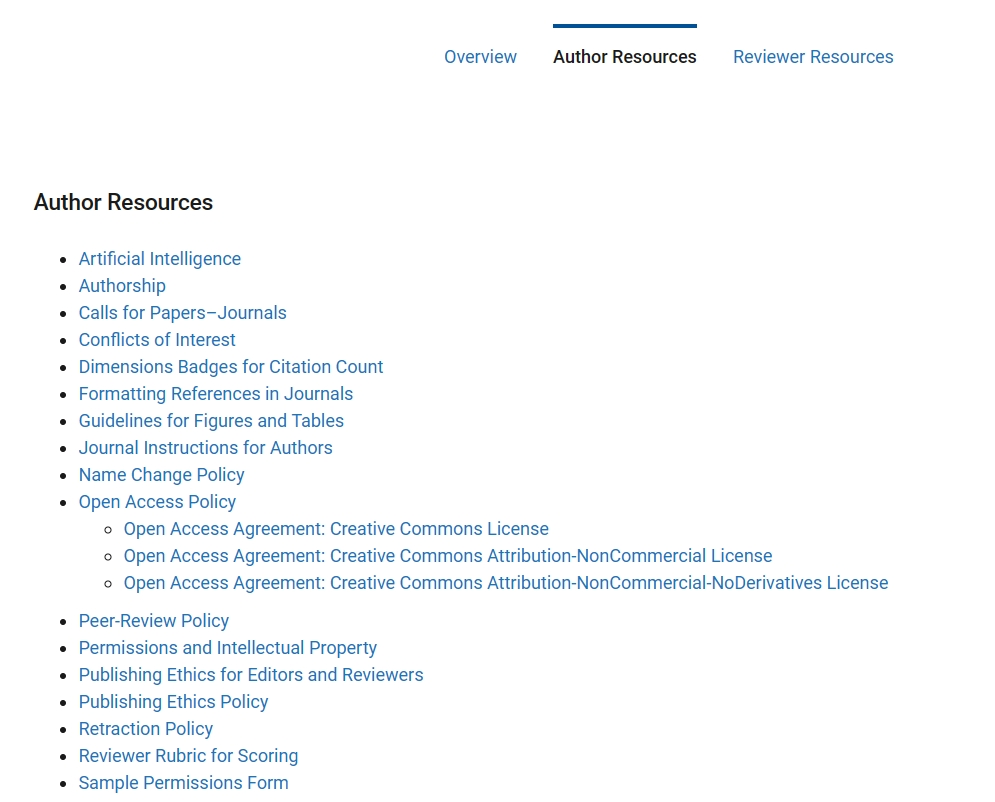 Overview Author Resources Reviewer Resources
Author Resources
Artificial Intelligence
Authorship
Calls for Papers–Journals
Conflicts of Interest
Dimensions Badges for Citation Count
Formatting References in Journals
Guidelines for Figures and Tables
Journal Instructions for Authors
Name Change Policy
Open Access Policy
Open Access Agreement: Creative Commons License
Open Access Agreement: Creative Commons Attribution-NonCommercial License
Open Access Agreement: Creative Commons Attribution-NonCommercial-NoDerivatives License
Peer-Review Policy
Permissions and Intellectual Property
Publishing Ethics for Editors and Reviewers
Publishing Ethics Policy
Retraction Policy
Reviewer Rubric for Scoring
Sample Permissions Form